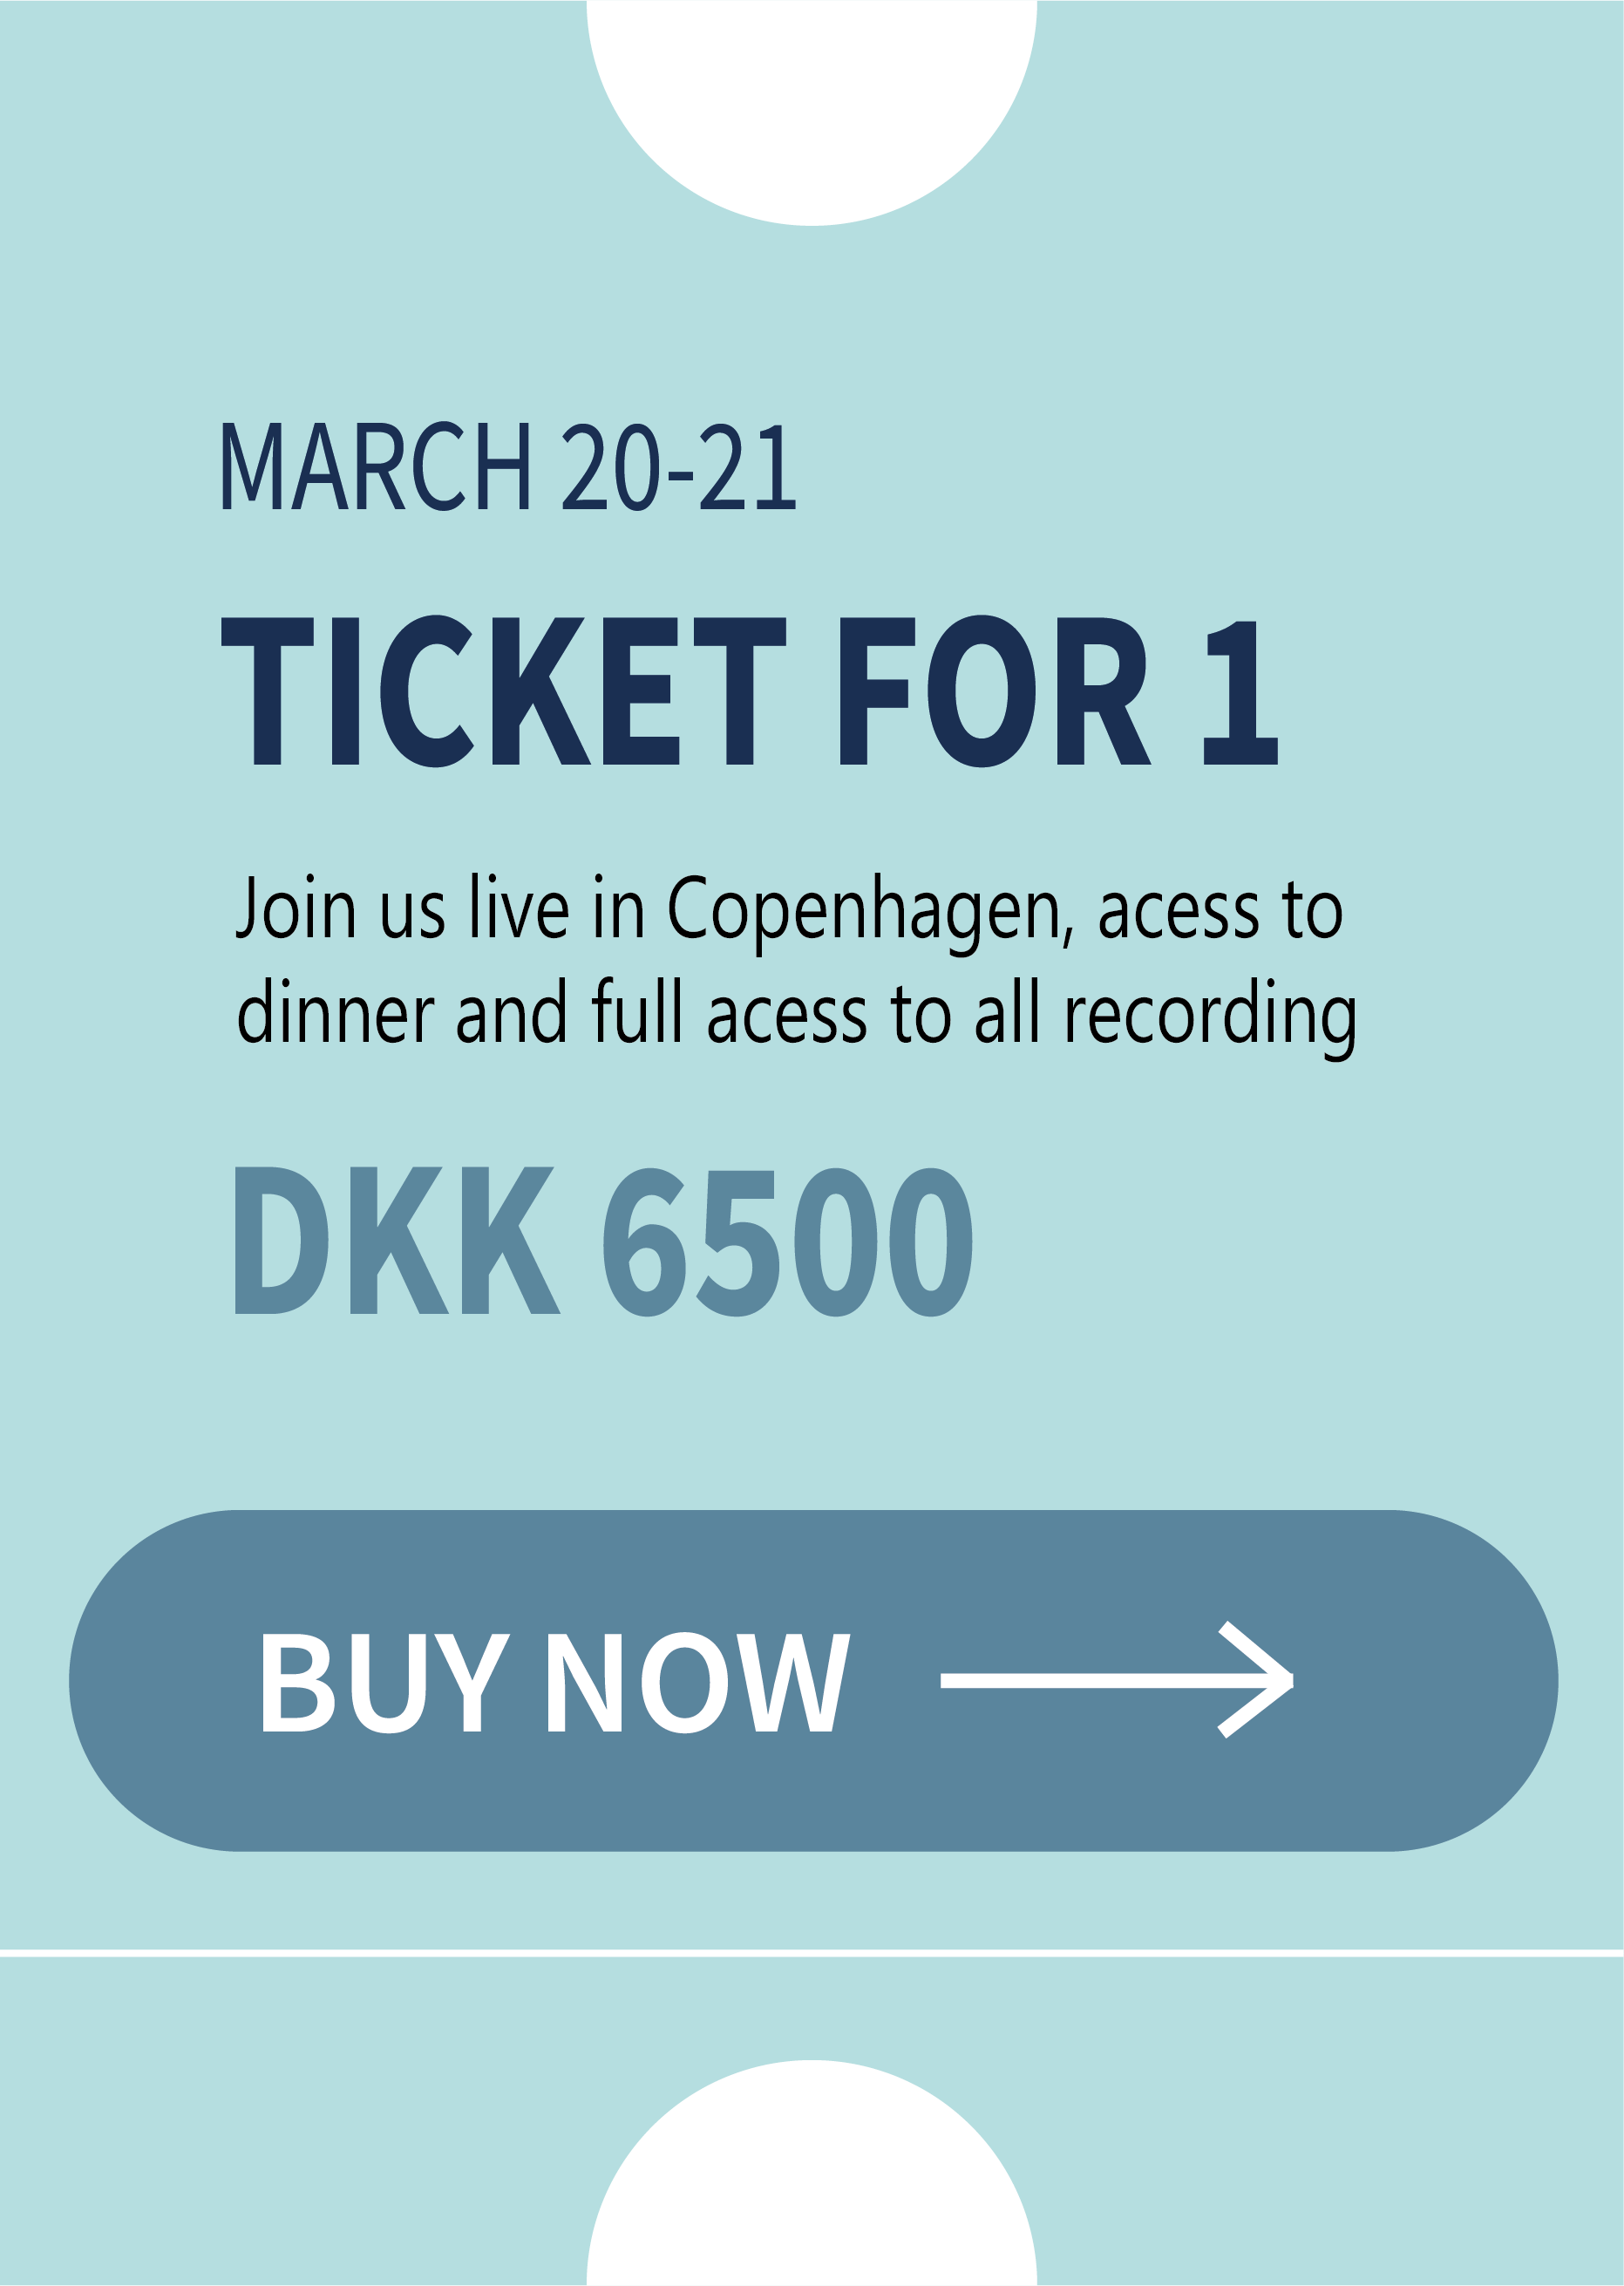 MARCH 20-21
TICKET FOR 1
Join us live in Copenhagen, acess to
dinner and full acess to all recording
DKK 6500
BUY NOW